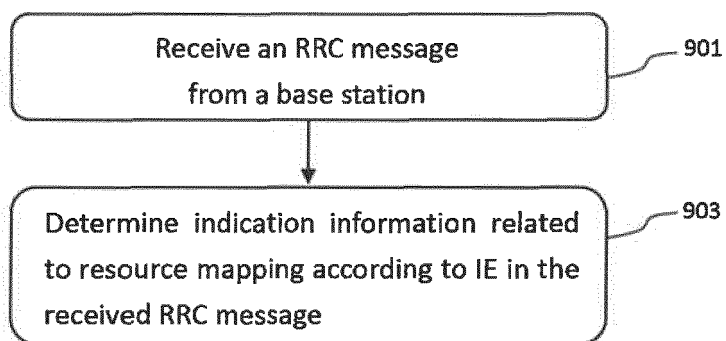 Receive an RRC message
from a base station
901
Determine indication information related
to resource mapping according to IE in the
received RRC message
903